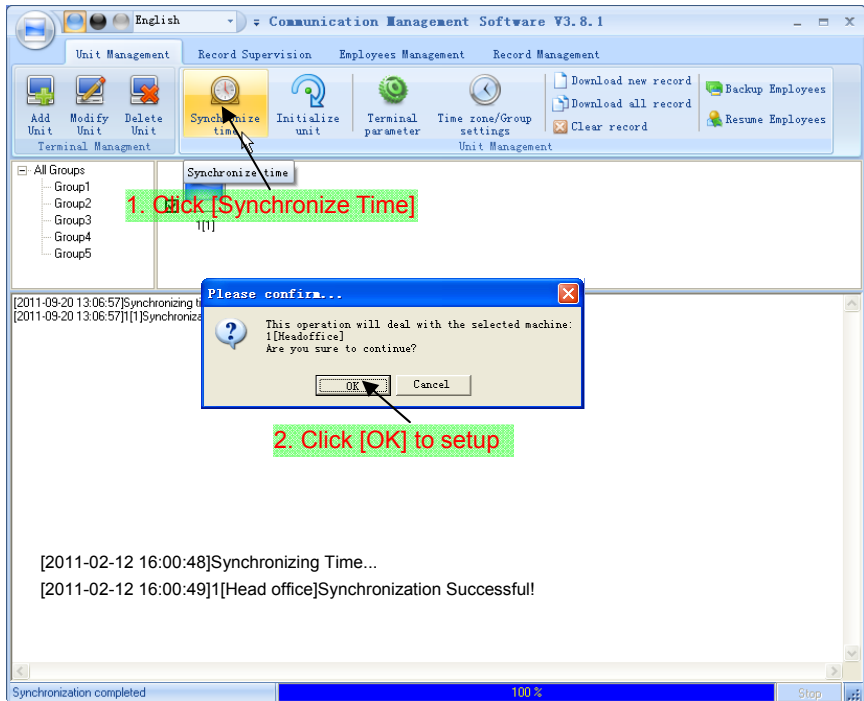 English
Communication Management Software V3.8.1
Unit Management Record Supervision Employees Management Record Management
Add Unit
Modify Unit
Delete Unit
Terminal Managment
Synchronize time
Initialize unit
Terminal parameter
Time zone/Group settings
Download new record
Download all record
Clear record
Unit Management
Backup Employees
Resume Employees
All Groups
Group1
Group2
Group3
Group4
Group5
Synchronize time
1. Click [Synchronize Time]
1[1]
[2011-09-20 13:06:57]Synchronizing
[2011-09-20 13:06:57]1[1]
Please confirm...
This operation will deal with the selected machine:
1[Headoffice]
Are you sure to continue?
OK
Cancel
2. Click [OK] to setup
[2011-02-12 16:00:48]Synchronizing Time...
[2011-02-12 16:00:49]1[Head office]Synchronization Successful!
Synchronization completed
100 %
Stop